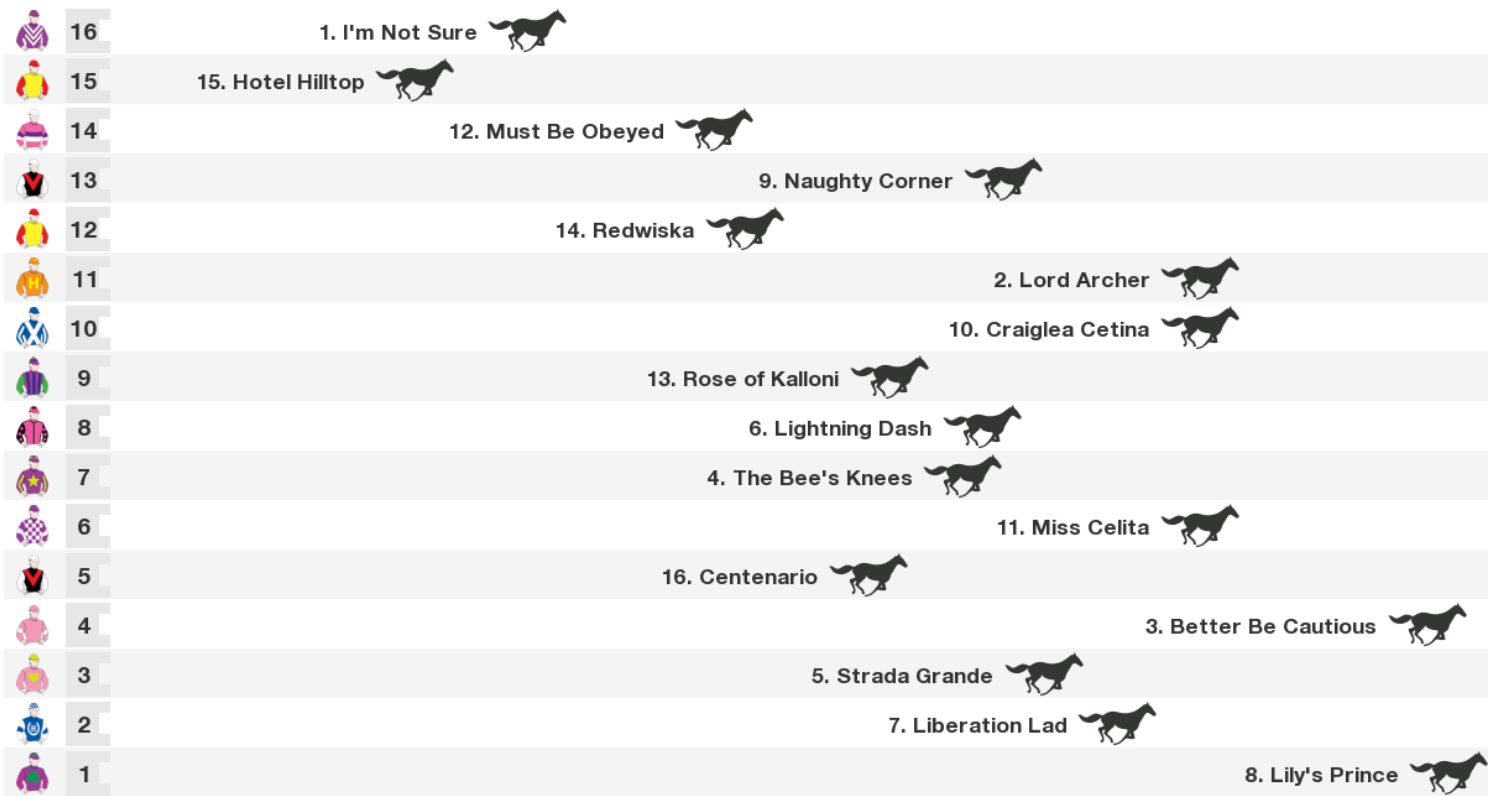 16 1. I'm Not Sure
15 15. Hotel Hilltop
14 12. Must Be Obeyed
13 9. Naughty Corner
12 14. Redwiska
11 2. Lord Archer
H
10 10. Craiglea Cetina
9 13. Rose of Kalloni
8 6. Lightning Dash
7 4. The Bee's Knees
6 11. Miss Celita
5 16. Centenario
4 3. Better Be Cautious
3 5. Strada Grande
2 7. Liberation Lad
1 8. Lily's Prince